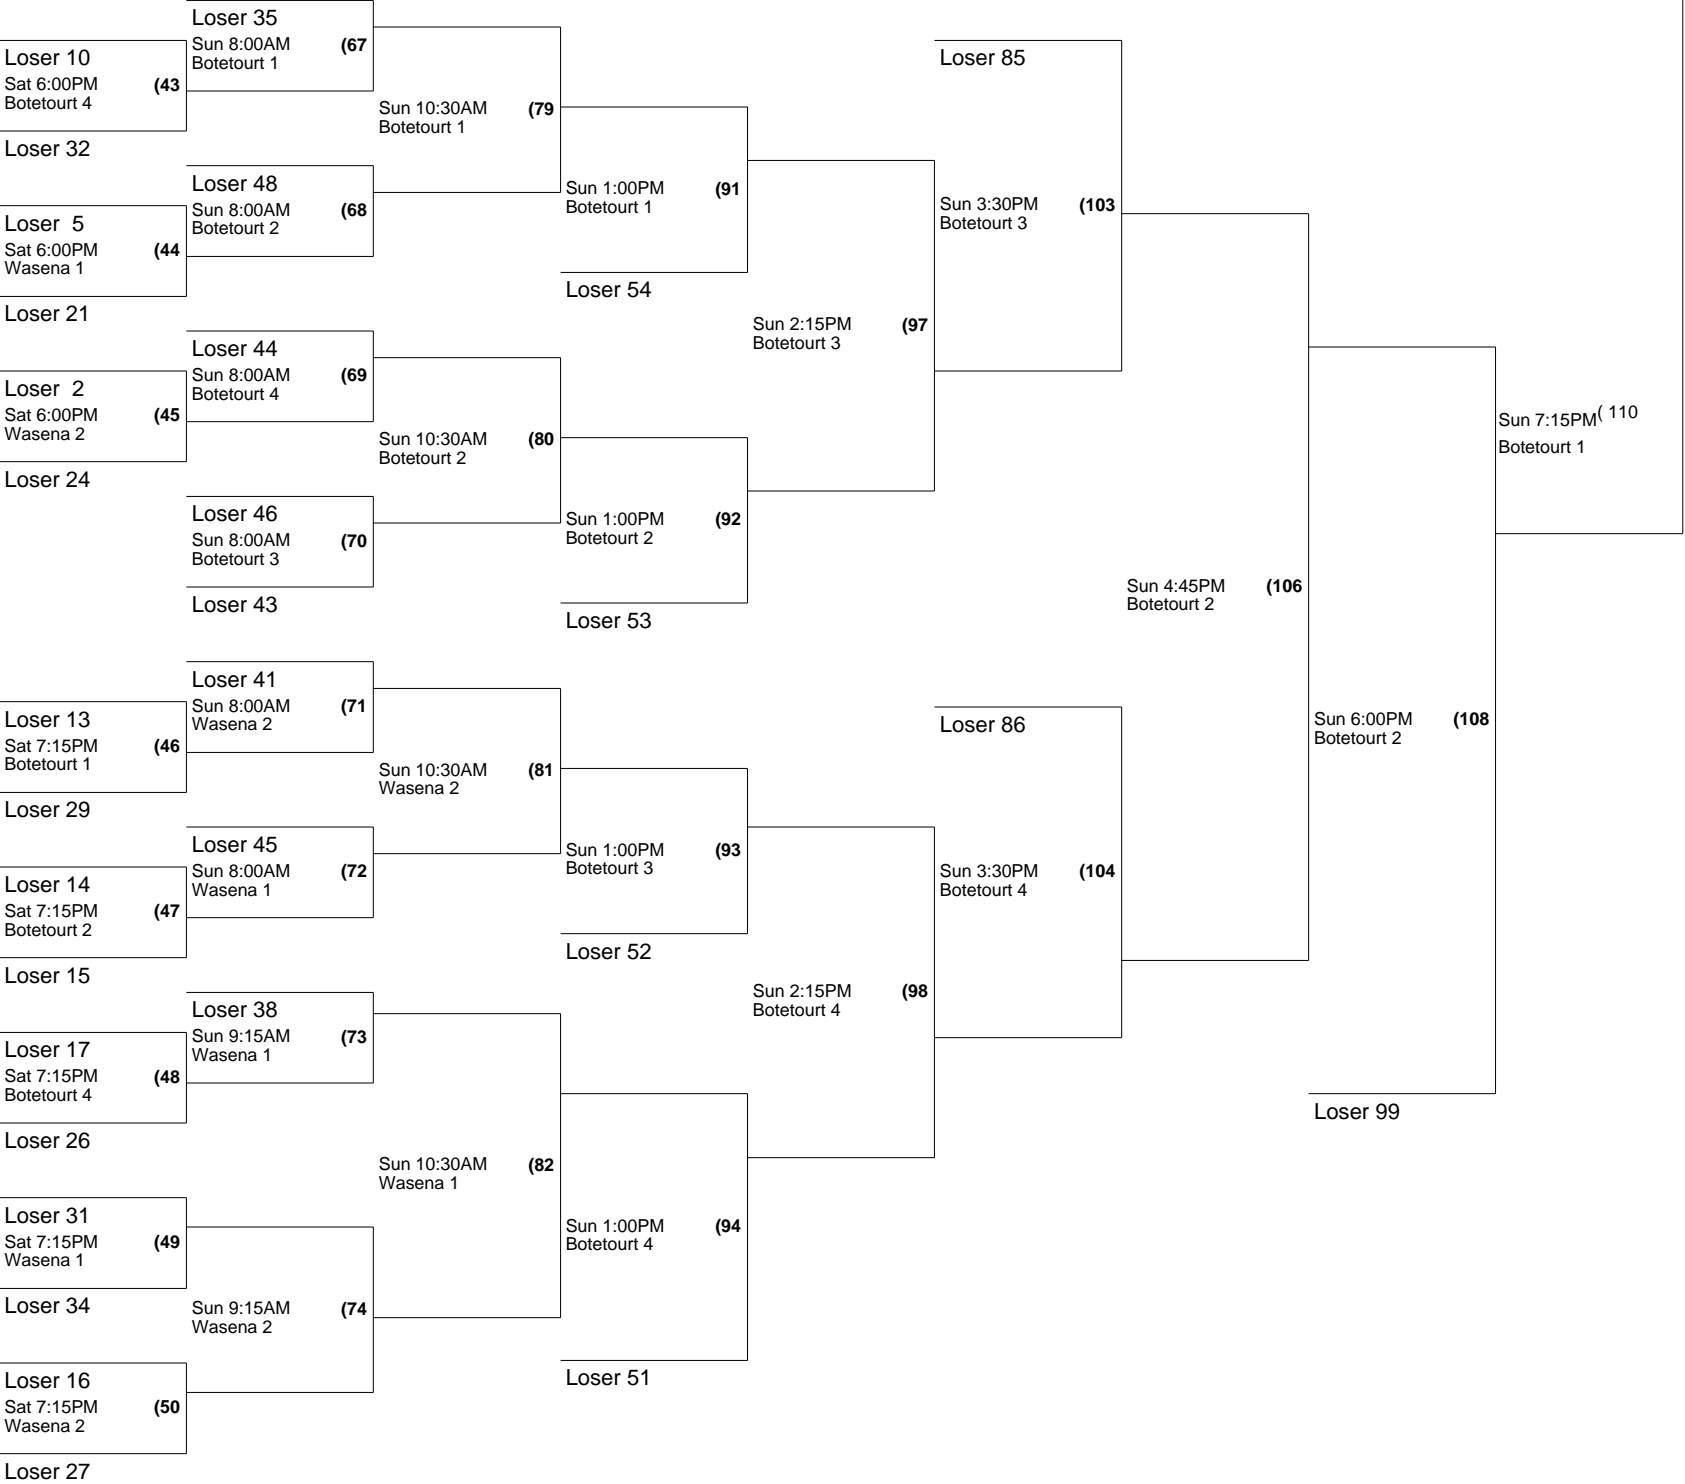 Loser 35
Sun 8:00AM (67
Botetourt 1
Loser 10
Sat 6:00PM (43
Botetourt 4
Loser 32
Sun 10:30AM (79
Botetourt 1
Loser 48
Sun 8:00AM (68
Botetourt 2
Loser 5
Sat 6:00PM (44
Wasena 1
Loser 21
Sun 1:00PM (91
Botetourt 1
Loser 54
Loser 85
Sun 3:30PM (103
Botetourt 3
Sun 2:15PM (97
Botetourt 3
Loser 44
Sun 8:00AM (69
Botetourt 4
Loser 2
Sat 6:00PM (45
Wasena 2
Loser 24
Sun 10:30AM (80
Botetourt 2
Loser 46
Sun 8:00AM (70
Botetourt 3
Loser 43
Sun 1:00PM (92
Botetourt 2
Loser 53
Sun 7:15PM( 110
Botetourt 1
Sun 4:45PM (106
Botetourt 2
Loser 41
Sun 8:00AM (71
Wasena 2
Loser 13
Sat 7:15PM (46
Botetourt 1
Loser 29
Sun 10:30AM (81
Wasena 2
Loser 86
Sun 6:00PM (108
Botetourt 2
Loser 45
Sun 8:00AM (72
Wasena 1
Loser 14
Sat 7:15PM (47
Botetourt 2
Loser 15
Sun 1:00PM (93
Botetourt 3
Loser 52
Sun 3:30PM (104
Botetourt 4
Sun 2:15PM (98
Botetourt 4
Loser 38
Sun 9:15AM (73
Wasena 1
Loser 17
Sat 7:15PM (48
Botetourt 4
Loser 26
Loser 99
Sun 10:30AM (82
Wasena 1
Loser 31
Sat 7:15PM (49
Wasena 1
Loser 34
Sun 1:00PM (94
Botetourt 4
Sun 9:15AM (74
Wasena 2
Loser 51
Loser 16
Sat 7:15PM (50
Wasena 2
Loser 27